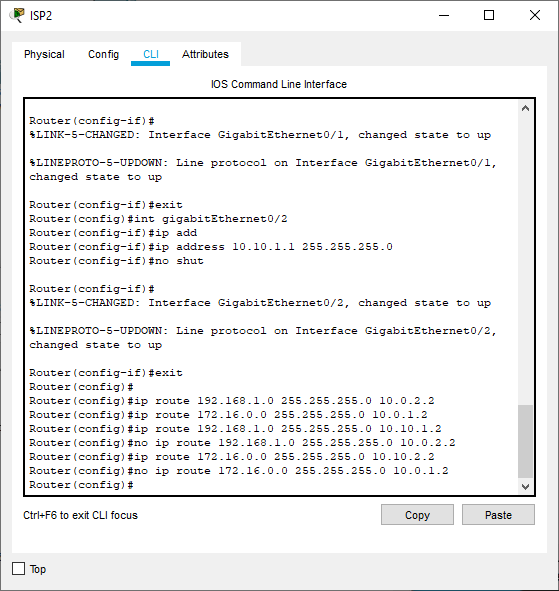 ISP2
Physical Config CLI Attributes
IOS Command Line Interface
Router(config-if)#
%LINK-5-CHANGED: Interface GigabitEthernet0/1, changed state to up
%LINEPROTO-5-UPDOWN: Line protocol on Interface GigabitEthernet0/1,
changed state to up
Router(config-if)#exit
Router(config)#int gigabitEthernet0/2
Router(config-if)#ip add
Router(config-if)#ip address 10.10.1.1 255.255.255.0
Router(config-if)#no shut
Router(config-if)#
%LINK-5-CHANGED: Interface GigabitEthernet0/2, changed state to up
%LINEPROTO-5-UPDOWN: Line protocol on Interface GigabitEthernet0/2,
changed state to up
Router(config-if)#exit
Router(config)#
Router(config)#ip route 192.168.1.0 255.255.255.0 10.0.2.2
Router(config)#ip route 172.16.0.0 255.255.255.0 10.0.1.2
Router(config)#ip route 192.168.1.0 255.255.255.0 10.10.1.2
Router(config)#no ip route 192.168.1.0 255.255.255.0 10.0.2.2
Router(config)#ip route 172.16.0.0 255.255.255.0 10.10.2.2
Router(config)#no ip route 172.16.0.0 255.255.255.0 10.0.1.2
Router(config)#
Ctrl+F6 to exit CLI focus
Copy Paste
Top